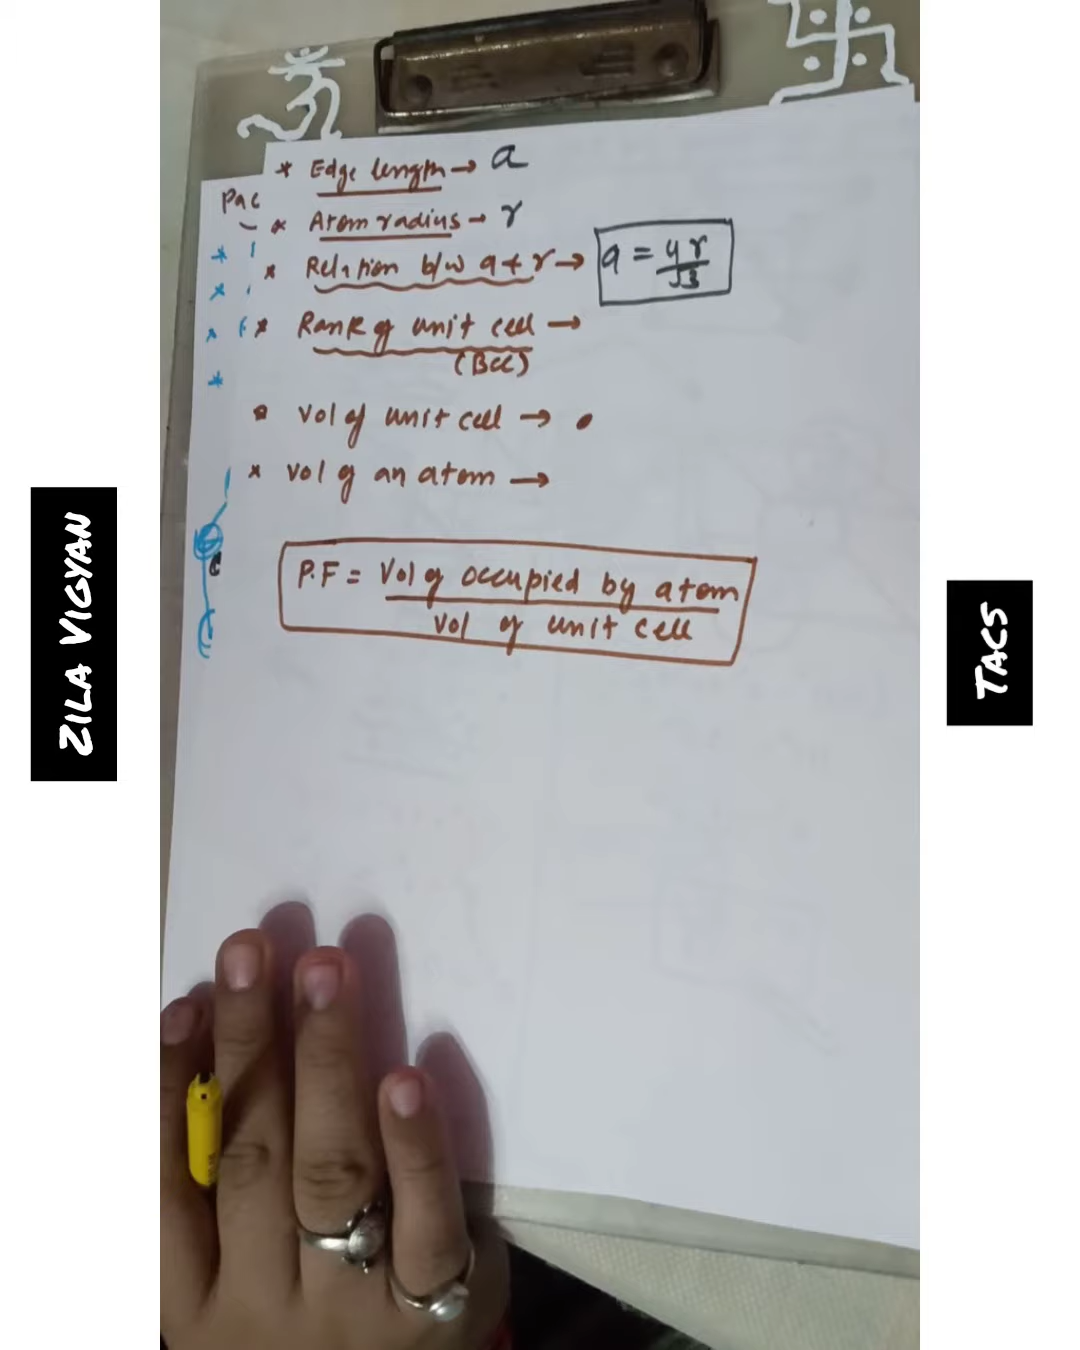 ॐ
* Edge length → a
Pac
* Atom radius → r
* Relation b/w a + r → a = 4r/√3
* Rank of unit cell →
(BCC)
* Vol of unit cell → •
* Vol of an atom →
P.F = Vol of occupied by atom
Vol of unit cell
ZILA VIGYAN
TACS